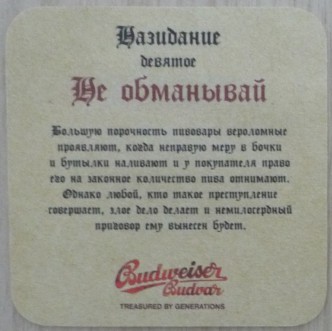 Назидание
девятое
Не обманывай
Большую порочность пивовары вероломные
проявляют, когда неправую меру в бочки
и бутылки наливают и у покупателя право
его на законное количество пива отнимают.
Однако любой, кто такое преступление
совершает, злое дело делает и немилосердный
приговор ему вынесен будет.
Budweiser
Budvar
TREASURED BY GENERATIONS